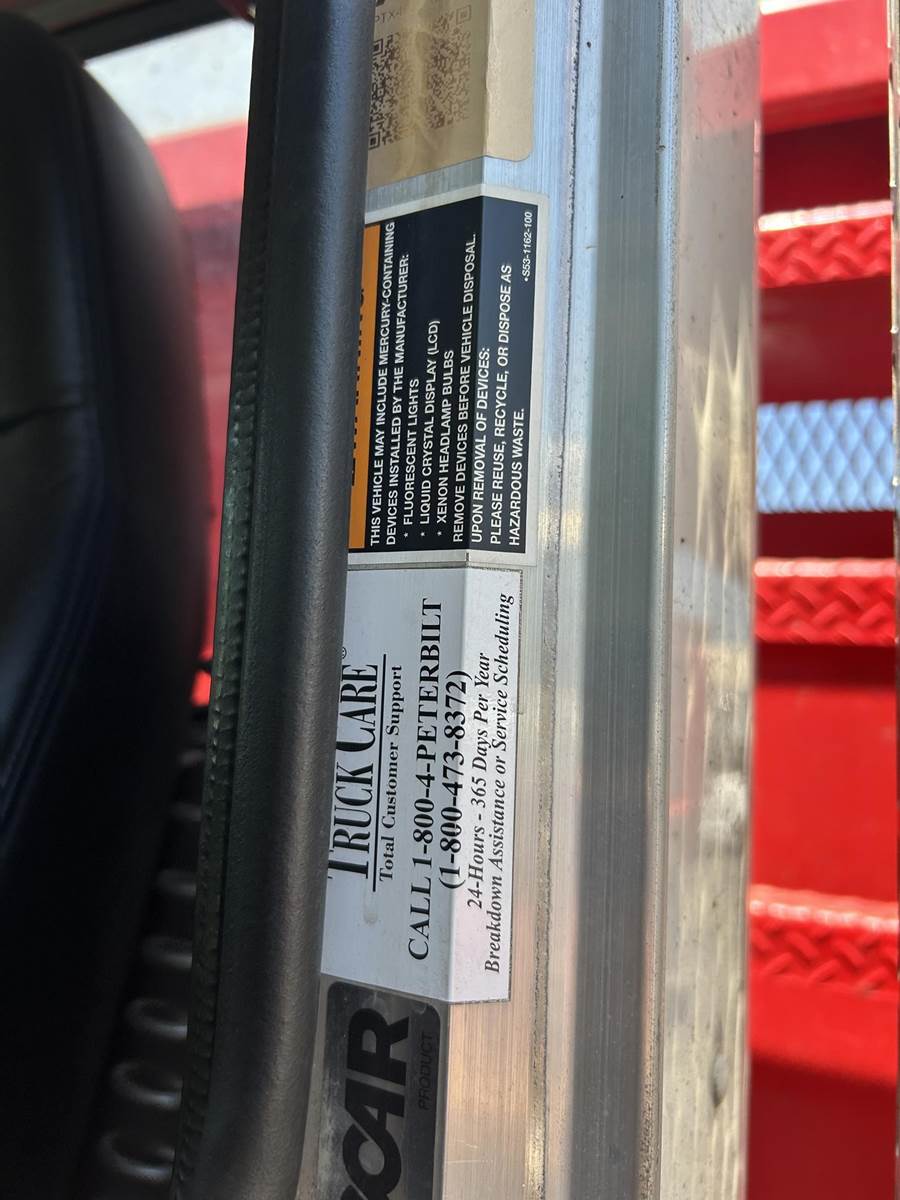 PTX-
THIS VEHICLE MAY INCLUDE MERCURY-CONTAINING
DEVICES INSTALLED BY THE MANUFACTURER:
* FLUORESCENT LIGHTS
* LIQUID CRYSTAL DISPLAY (LCD)
* XENON HEADLAMP BULBS
REMOVE DEVICES BEFORE VEHICLE DISPOSAL.
UPON REMOVAL OF DEVICES:
PLEASE REUSE, RECYCLE, OR DISPOSE AS
HAZARDOUS WASTE.
*S53-1162-100
TRUCK CARE®
Total Customer Support
CALL 1-800-4-PETERBILT
(1-800-473-8372)
24-Hours - 365 Days Per Year
Breakdown Assistance or Service Scheduling
CAR
PRODUCT